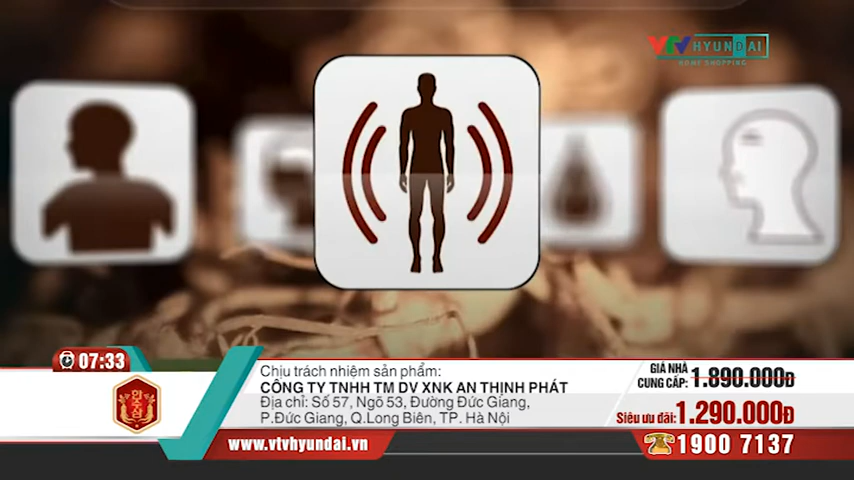 VTV HYUNDAI
HOME SHOPPING
07:33
Chịu trách nhiệm sản phẩm:
CÔNG TY TNHH TM DV XNK AN THỊNH PHÁT
Địa chỉ: Số 57, Ngõ 53, Đường Đức Giang,
P.Đức Giang, Q.Long Biên, TP. Hà Nội
GIÁ NHÀ
CUNG CẤP: 1.890.000Đ
Siêu ưu đãi: 1.290.000Đ
www.vtvhyundai.vn
1900 7137